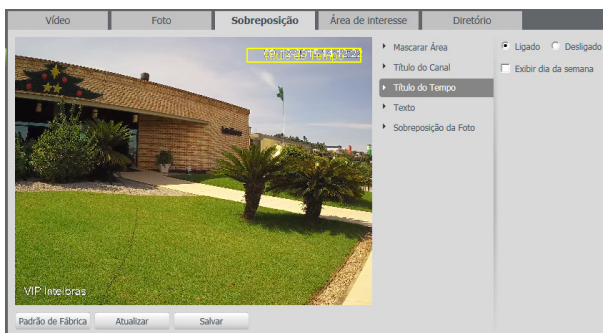 Vídeo
Foto
Sobreposição
Área de interesse
Diretório
Mascarar Área
Título do Canal
Título do Tempo
Texto
Sobreposição da Foto
Ligado
Desligado
Exibir dia da semana
VIP Intelbras
Padrão de Fábrica
Atualizar
Salvar